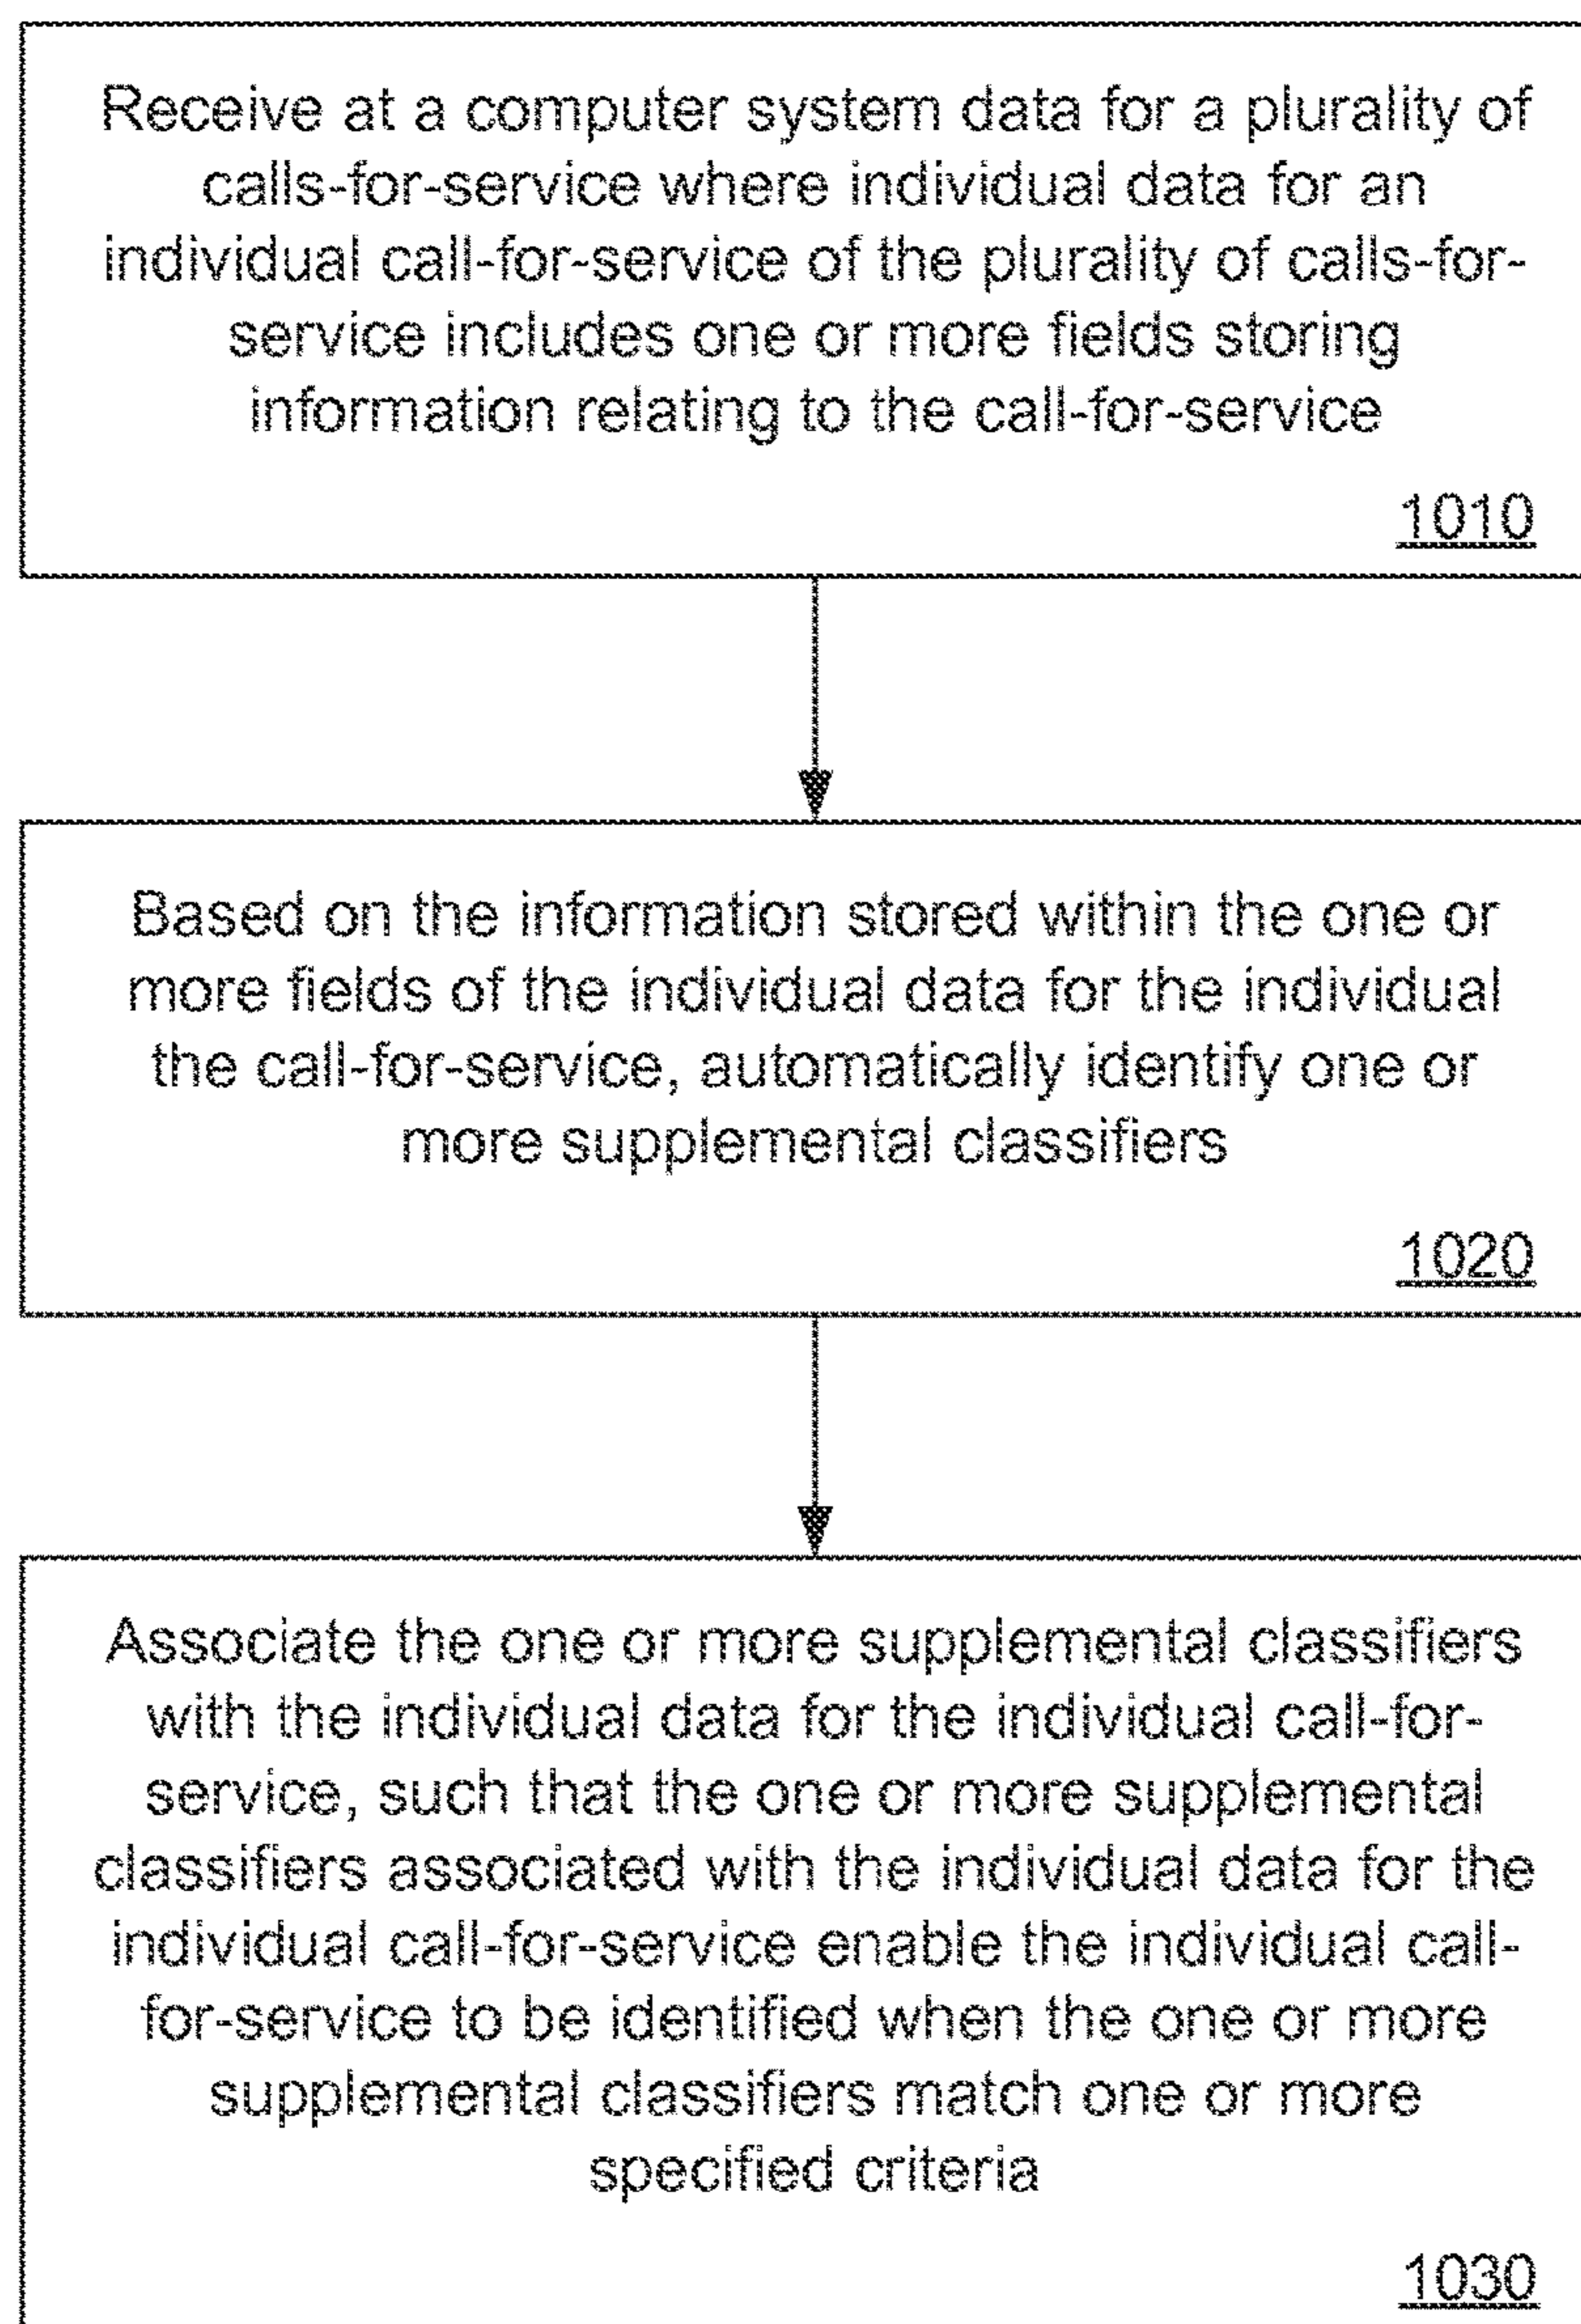 Receive at a computer system data for a plurality of
calls-for-service where individual data for an
individual call-for-service of the plurality of calls-for-
service includes one or more fields storing
information relating to the call-for-service
1010
Based on the information stored within the one or
more fields of the individual data for the individual
the call-for-service, automatically identify one or
more supplemental classifiers
1020
Associate the one or more supplemental classifiers
with the individual data for the individual call-for-
service, such that the one or more supplemental
classifiers associated with the individual data for the
individual call-for-service enable the individual call-
for-service to be identified when the one or more
supplemental classifiers match one or more
specified criteria
1030